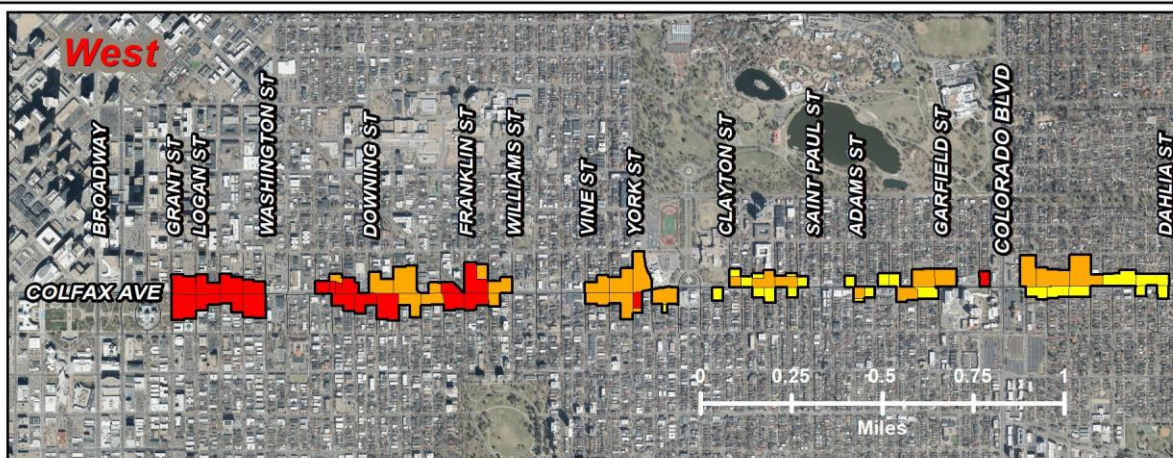 West
BROADWAY
GRANT ST
LOGAN ST
WASHINGTON ST
DOWNING ST
FRANKLIN ST
WILLIAMS ST
VINE ST
YORK ST
CLAYTON ST
SAINT PAUL ST
ADAMS ST
GARFIELD ST
COLORADO BLVD
DAHLIA ST
COLFAX AVE
0 0.25 0.5 0.75 1
Miles